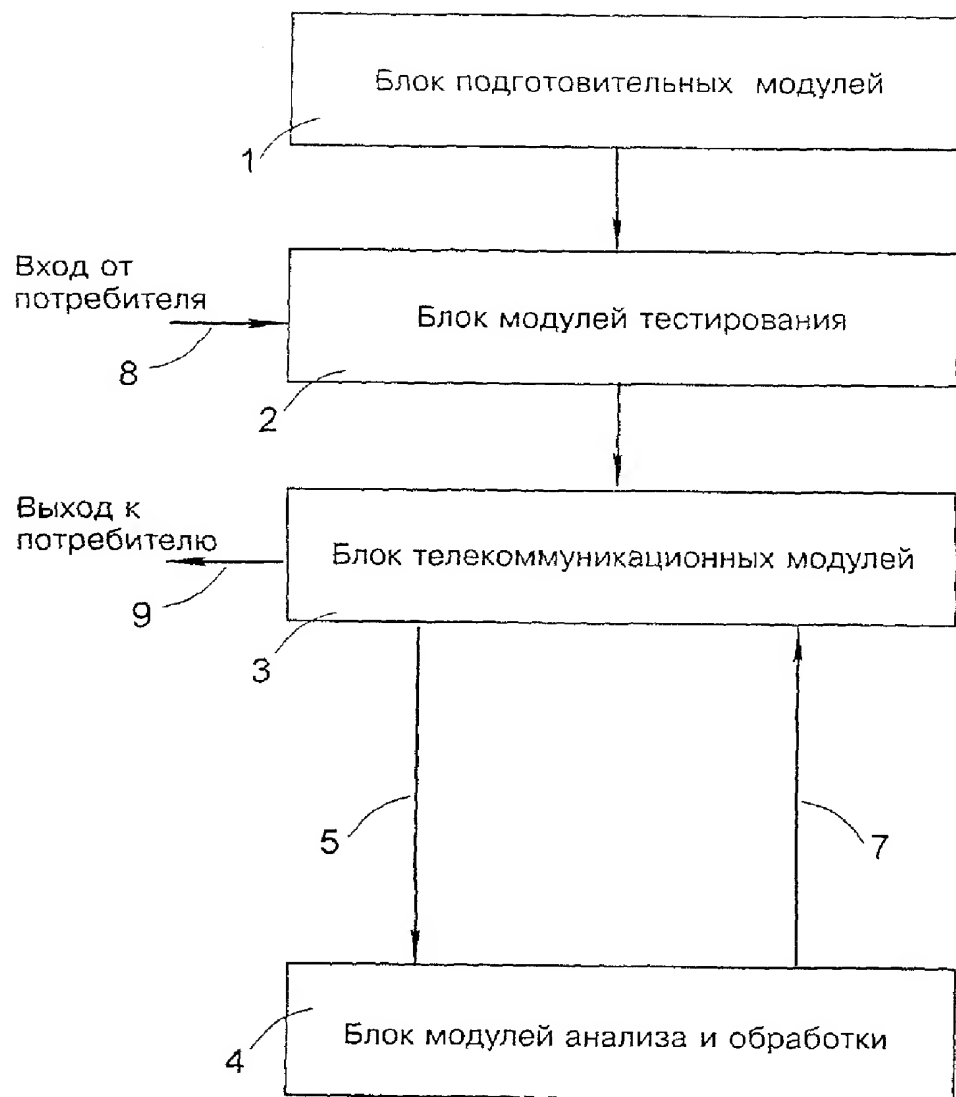 Блок подготовительных модулей
1
Вход от
потребителя
8
Блок модулей тестирования
2
Выход к
потребителю
9
Блок телекоммуникационных модулей
3
5
7
4
Блок модулей анализа и обработки